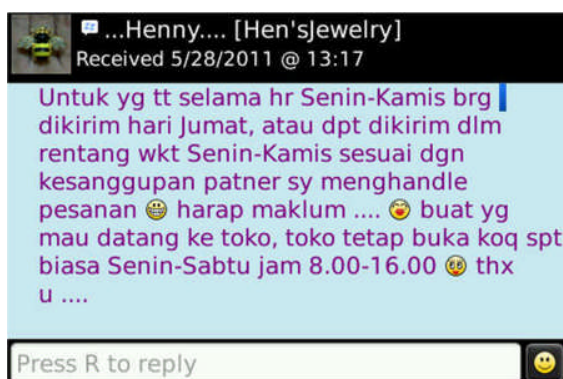 ...Henny.... [Hen'sJewelry]
Received 5/28/2011 @ 13:17
Untuk yg tt selama hr Senin-Kamis brg
dikirim hari Jumat, atau dpt dikirim dlm
rentang wkt Senin-Kamis sesuai dgn
kesanggupan patner sy menghandle
pesanan 😁 harap maklum .... 😆 buat yg
mau datang ke toko, toko tetap buka koq spt
biasa Senin-Sabtu jam 8.00-16.00 😳 thx
u ....
Press R to reply